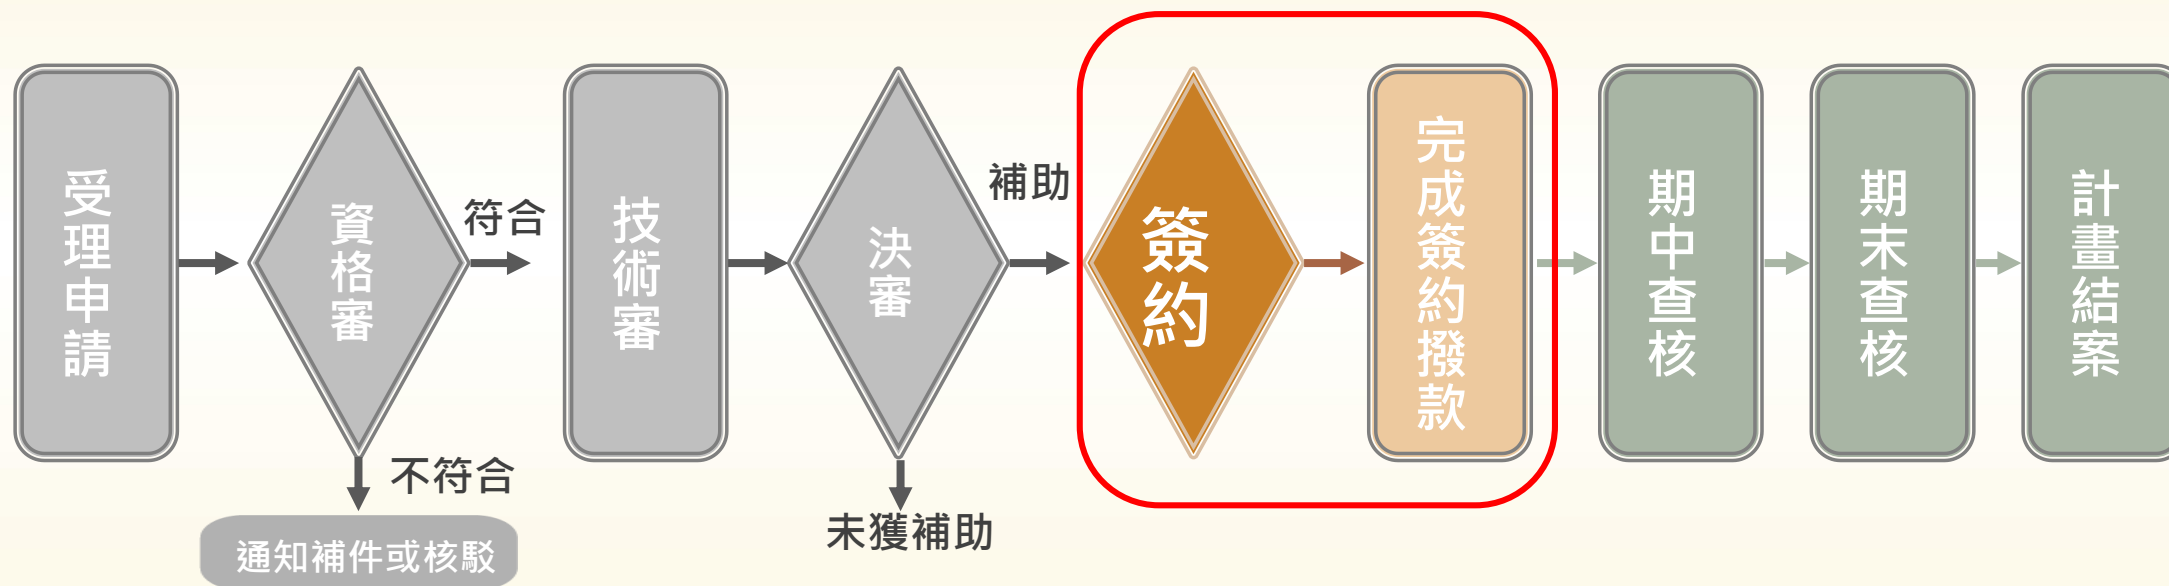 受理申請
資格審
符合
不符合
通知補件或核駁
技術審
決審
補助
未獲補助
簽約
完成簽約撥款
期中查核
期末查核
計畫結案